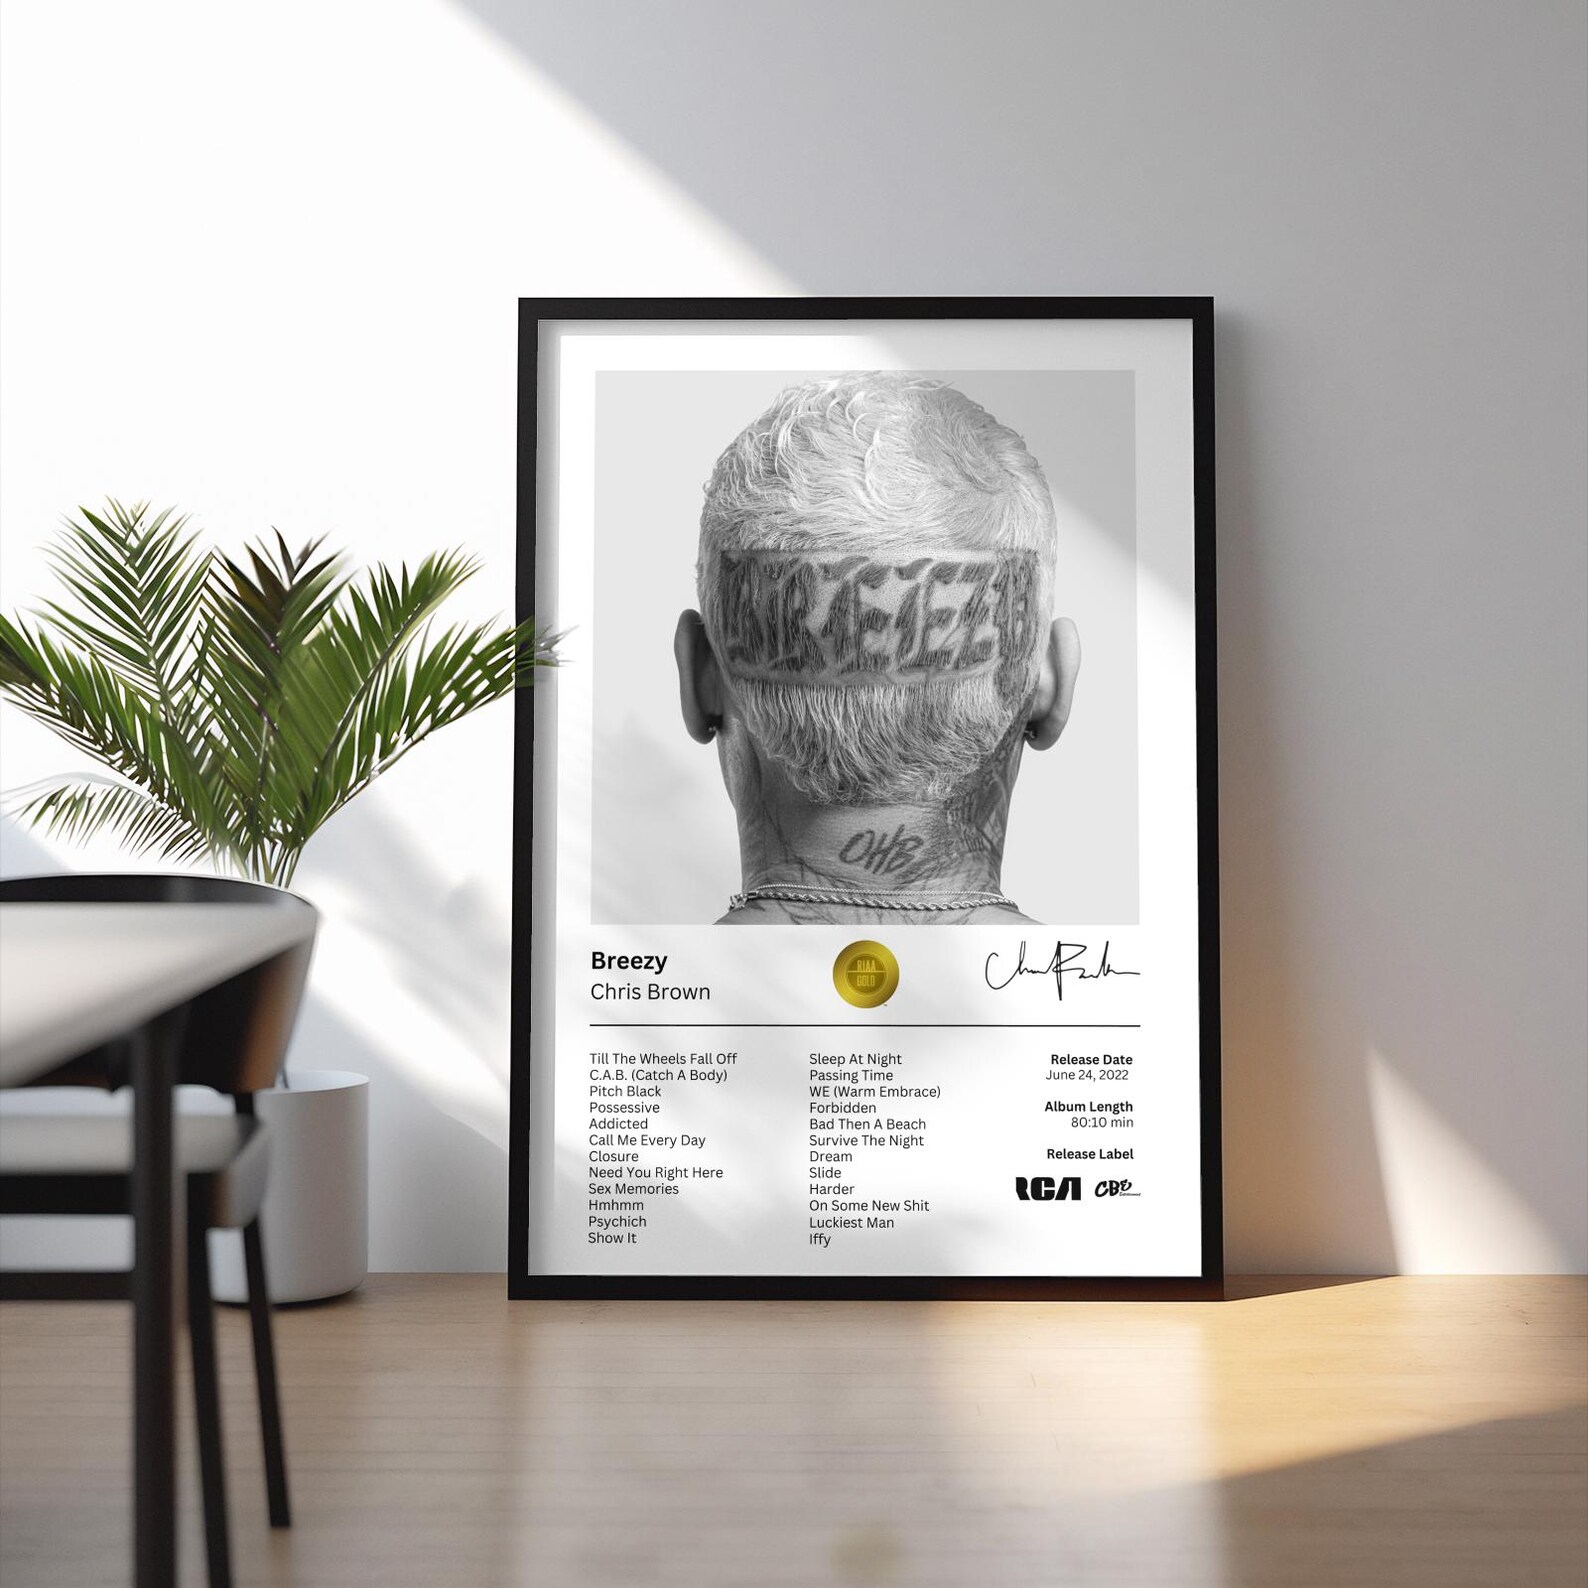 BREEZY
OHB
Breezy
Chris Brown
RIAA
GOLD
Till The Wheels Fall Off
C.A.B. (Catch A Body)
Pitch Black
Possessive
Addicted
Call Me Every Day
Closure
Need You Right Here
Sex Memories
Hmhmm
Psychich
Show It
Sleep At Night
Passing Time
WE (Warm Embrace)
Forbidden
Bad Then A Beach
Survive The Night
Dream
Slide
Harder
On Some New Shit
Luckiest Man
Iffy
Release Date
June 24, 2022
Album Length
80:10 min
Release Label
RCA CBE